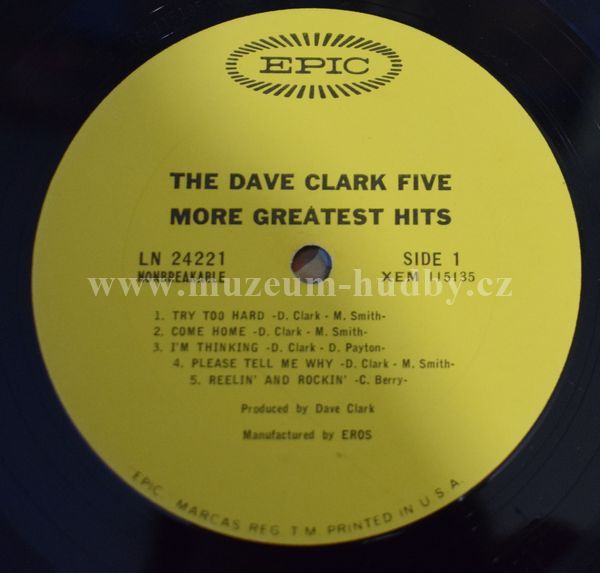 EPIC
THE DAVE CLARK FIVE
MORE GREATEST HITS
LN 24221 SIDE 1
NONBREAKABLE XEM 115135
www.muzeum-hudby.cz
1. TRY TOO HARD -D. Clark - M. Smith-
2. COME HOME -D. Clark - M. Smith-
3. I'M THINKING -D. Clark - D. Payton-
4. PLEASE TELL ME WHY -D. Clark - M. Smith-
5. REELIN' AND ROCKIN' -C. Berry-
Produced by Dave Clark
Manufactured by EROS
EPIC. MARCAS REG. T.M. PRINTED IN U.S.A.